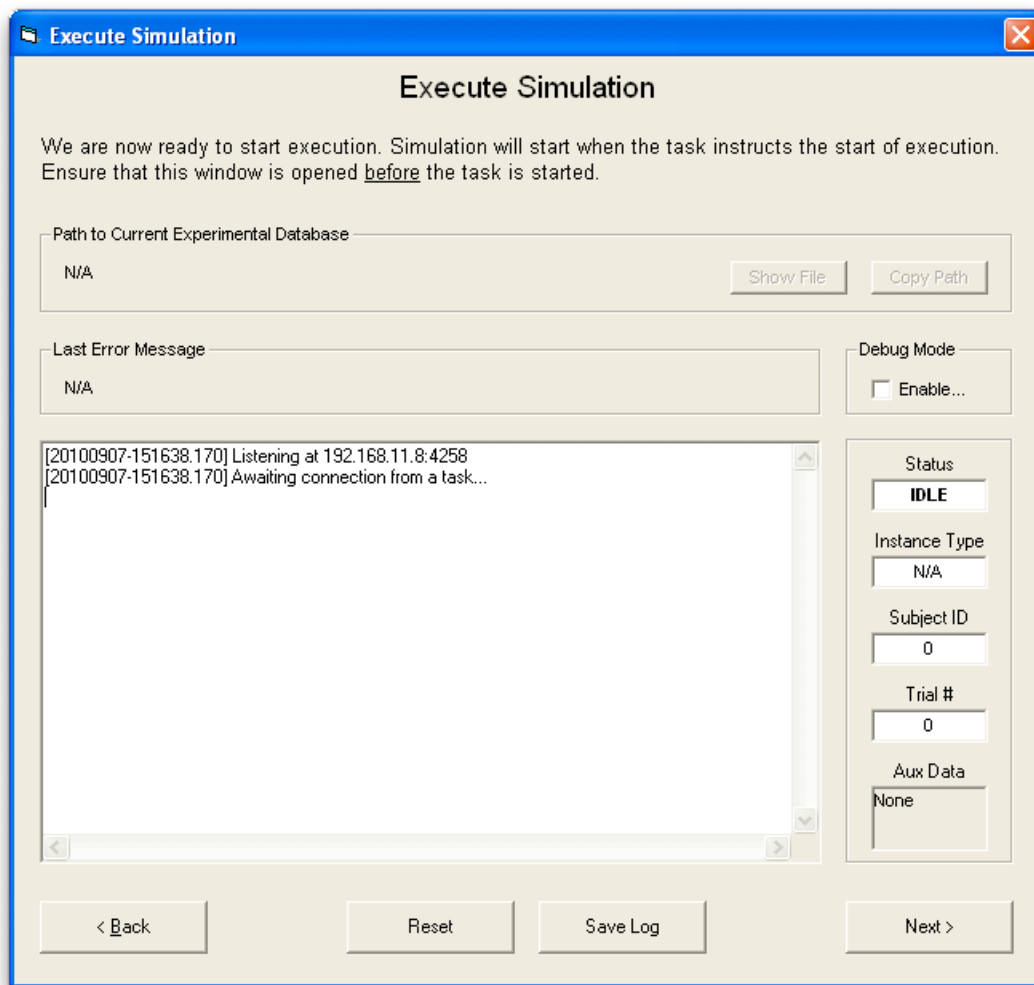 Execute Simulation
Execute Simulation
We are now ready to start execution. Simulation will start when the task instructs the start of execution.
Ensure that this window is opened before the task is started.
Path to Current Experimental Database
N/A
Show File
Copy Path
Last Error Message
N/A
Debug Mode
Enable...
[20100907-151638.170] Listening at 192.168.11.8:4258
[20100907-151638.170] Awaiting connection from a task...
Status
IDLE
Instance Type
N/A
Subject ID
0
Trial #
0
Aux Data
None
< Back
Reset
Save Log
Next >